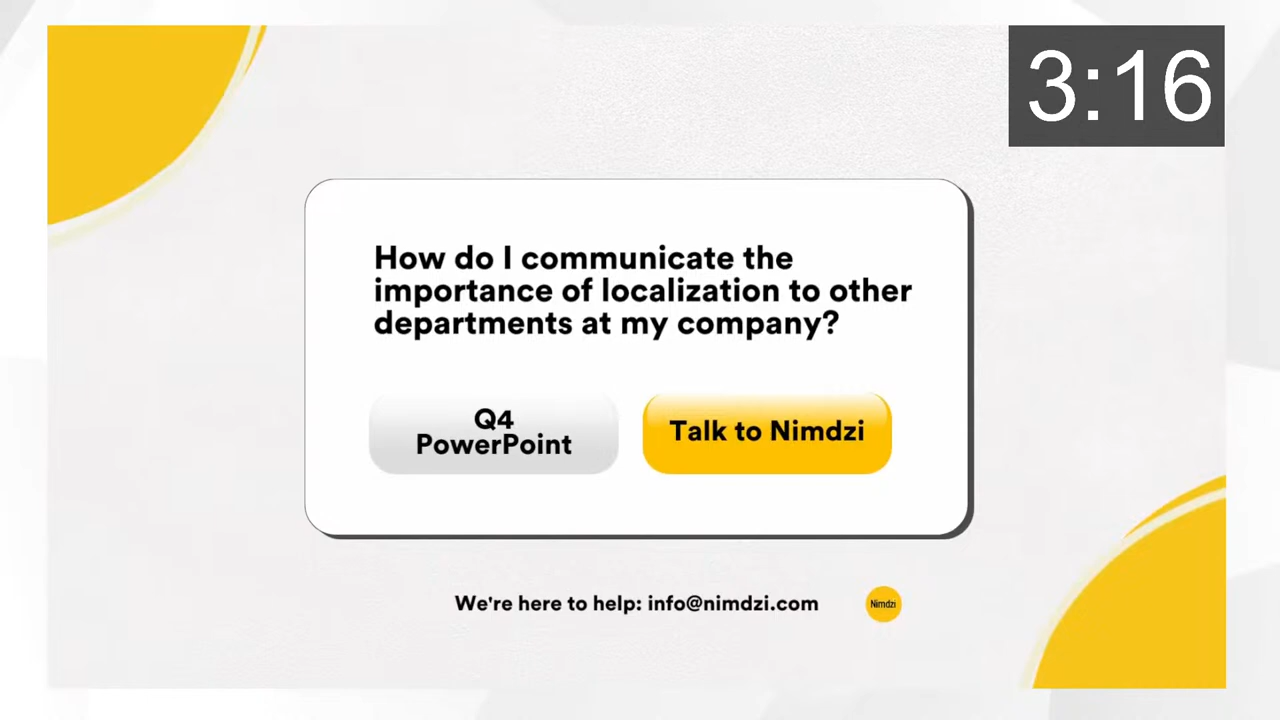 3:16
How do I communicate the
importance of localization to other
departments at my company?
Q4
PowerPoint
Talk to Nimdzi
We're here to help: info@nimdzi.com
Nimdzi